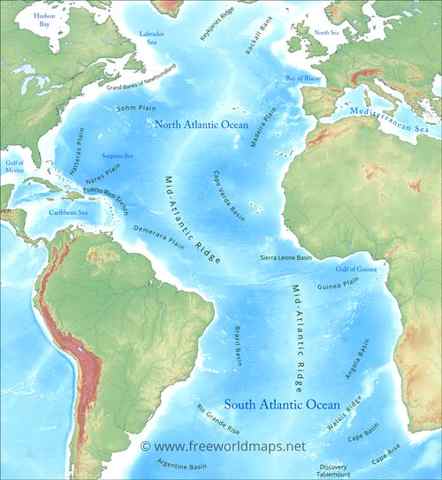 Reykjanes Ridge
Rockall Bank
Hudson
Bay
Labrador
Sea
North Sea
Grand Banks of Newfoundland
Bay of Biscay
Sohm Plain
North Atlantic Ocean
Madeira Plain
Mediterranean Sea
Hatteras Plain
Sargasso Sea
Gulf of
Mexico
Nares Plain
Puerto Rico Trench
Cape Verde Basin
Mid-Atlantic Ridge
Caribbean Sea
Demerara Plain
Sierra Leone Basin
Gulf of Guinea
Guinea Plain
Mid-Atlantic Ridge
Brazil Basin
Angola Basin
South Atlantic Ocean
Rio Grande Rise
Walvis Ridge
Cape Basin
© www.freeworldmaps.net
Cape Rise
Argentine Basin
Discovery
Tablemount